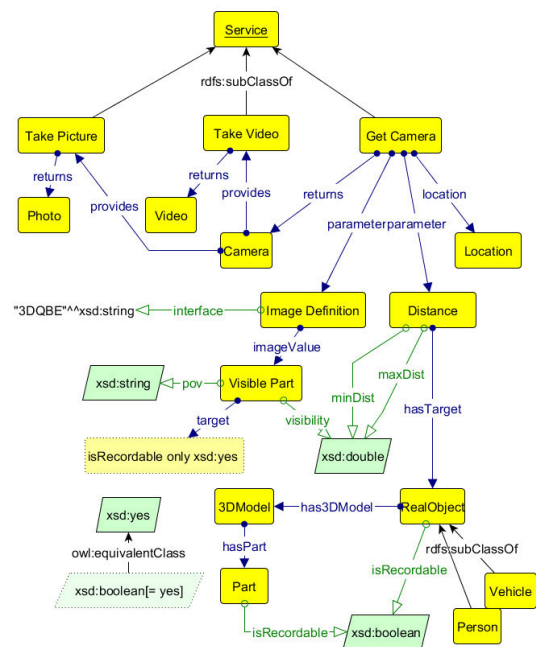 Service
rdfs:subClassOf
Take Picture
Take Video
Get Camera
returns
returns
provides
provides
returns
location
Photo
Video
parameter
parameter
Camera
Location
"3DQBE"^^xsd:string
interface
Image Definition
Distance
imageValue
maxDist
xsd:string
pov
Visible Part
minDist
hasTarget
target
visibility
isRecordable only xsd:yes
xsd:double
xsd:yes
3DModel
has3DModel
RealObject
owl:equivalentClass
hasPart
rdfs:subClassOf
isRecordable
xsd:boolean[= yes]
Part
Vehicle
isRecordable
xsd:boolean
Person